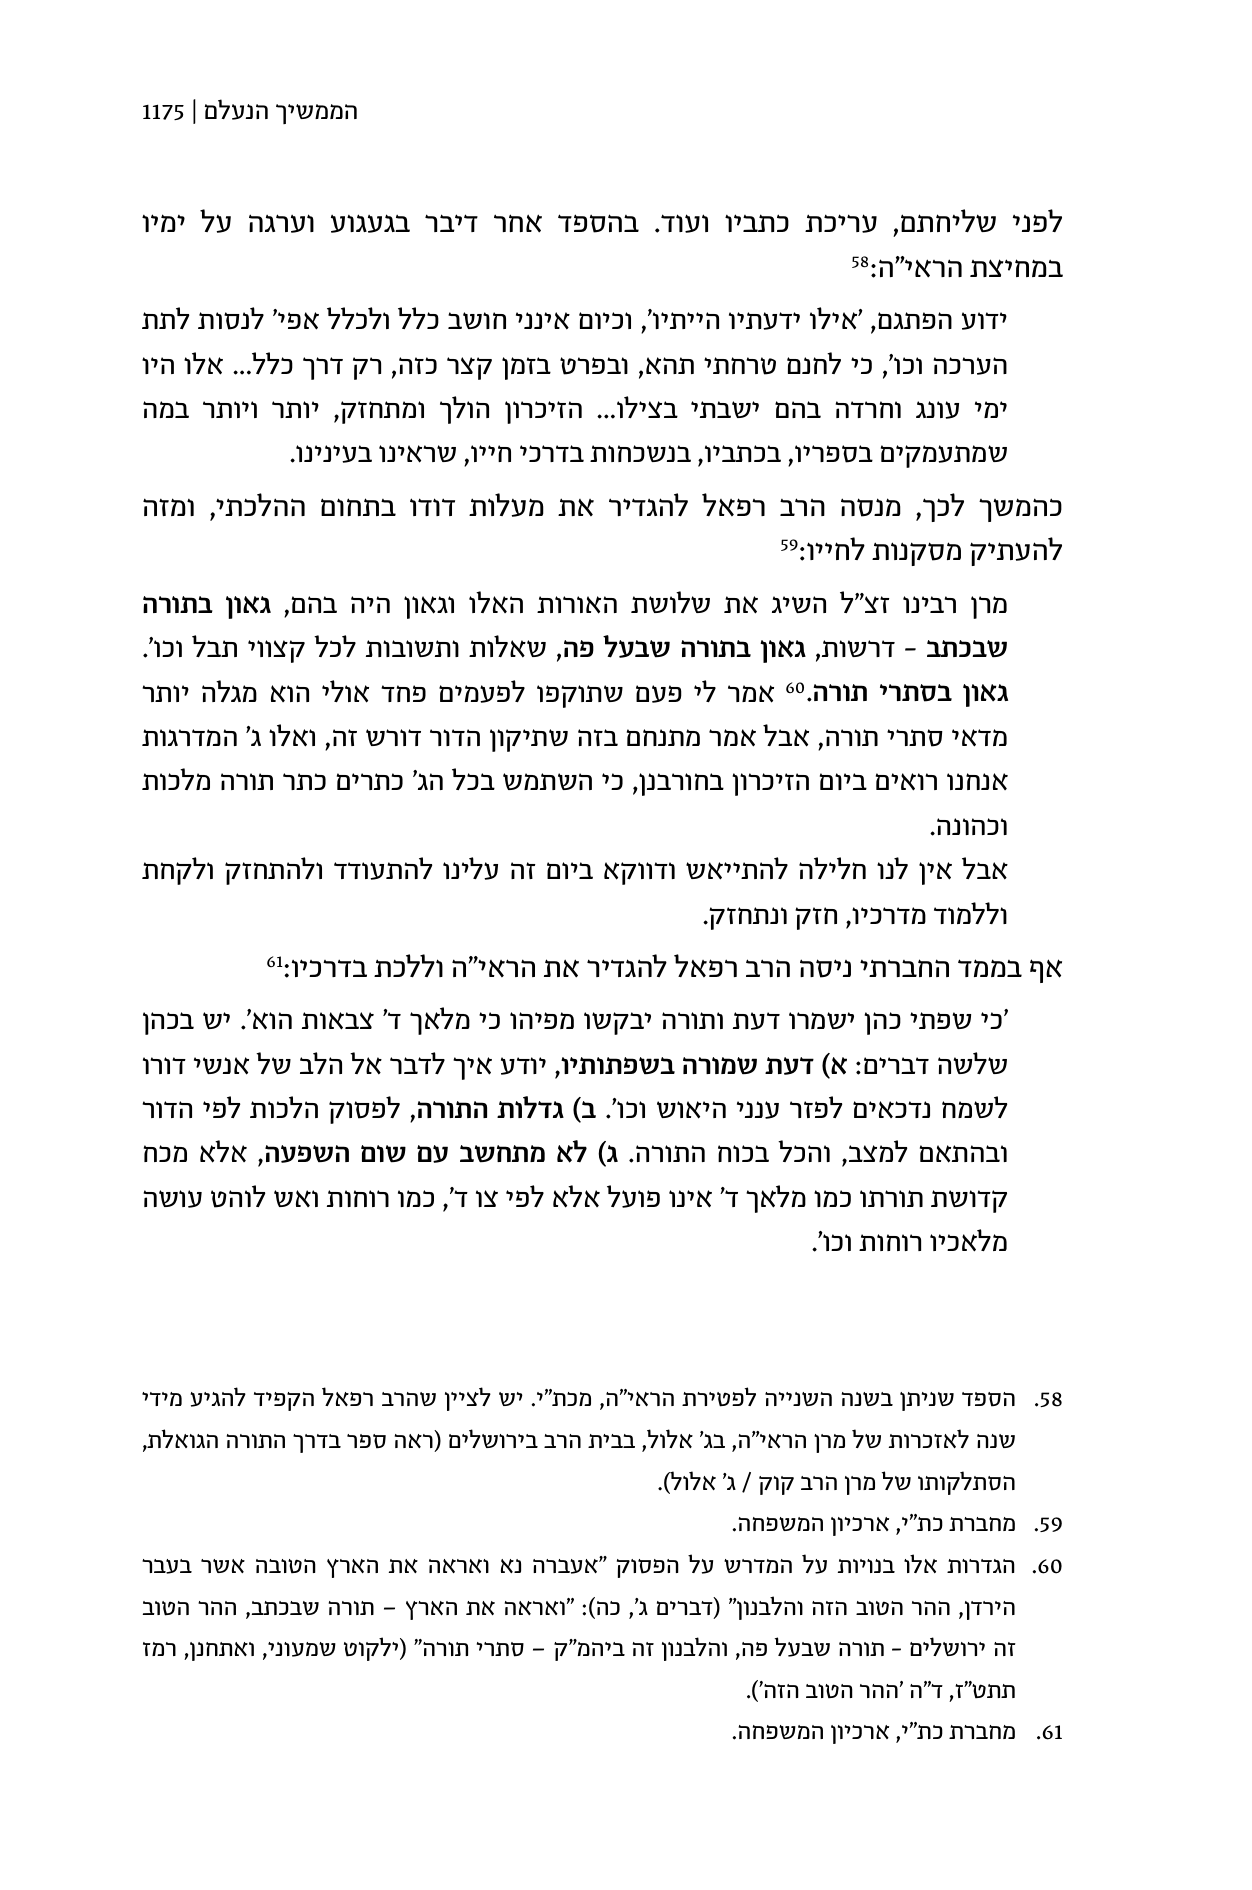 הממשיך הנעלם | 1175
לפני שליחתם, עריכת כתביו ועוד. בהספד אחר דיבר בגעגוע וערגה על ימיו
במחיצת הראי”ה:58
ידוע הפתגם, ’אילו ידעתיו הייתיו’, וכיום אינני חושב כלל ולכלל אפי’ לנסות לתת
הערכה וכו’, כי לחנם טרחתי תהא, ובפרט בזמן קצר כזה, רק דרך כלל... אלו היו
ימי עונג וחרדה בהם ישבתי בצילו... הזיכרון הולך ומתחזק, יותר ויותר במה
שמתעמקים בספריו, בכתביו, בנשכחות בדרכי חייו, שראינו בעינינו.
כהמשך לכך, מנסה הרב רפאל להגדיר את מעלות דודו בתחום ההלכתי, ומזה
להעתיק מסקנות לחייו:59
מרן רבינו זצ”ל השיג את שלושת האורות האלו וגאון היה בהם, גאון בתורה
שבכתב – דרשות, גאון בתורה שבעל פה, שאלות ותשובות לכל קצווי תבל וכו’.
גאון בסתרי תורה.60 אמר לי פעם שתוקפו לפעמים פחד אולי הוא מגלה יותר
מדאי סתרי תורה, אבל אמר מתנחם בזה שתיקון הדור דורש זה, ואלו ג’ המדרגות
אנחנו רואים ביום הזיכרון בחורבנן, כי השתמש בכל הג’ כתרים כתר תורה מלכות
וכהונה.
אבל אין לנו חלילה להתייאש ודווקא ביום זה עלינו להתעודד ולהתחזק ולקחת
וללמוד מדרכיו, חזק ונתחזק.
אף בממד החברתי ניסה הרב רפאל להגדיר את הראי”ה וללכת בדרכיו:61
’כי שפתי כהן ישמרו דעת ותורה יבקשו מפיהו כי מלאך ד’ צבאות הוא’. יש בכהן
שלשה דברים: א) דעת שמורה בשפתותיו, יודע איך לדבר אל הלב של אנשי דורו
לשמח נדכאים לפזר ענני היאוש וכו’. ב) גדלות התורה, לפסוק הלכות לפי הדור
ובהתאם למצב, והכל בכוח התורה. ג) לא מתחשב עם שום השפעה, אלא מכח
קדושת תורתו כמו מלאך ד’ אינו פועל אלא לפי צו ד’, כמו רוחות ואש לוהט עושה
מלאכיו רוחות וכו’.
58. הספד שניתן בשנה השנייה לפטירת הראי”ה, מכת”י. יש לציין שהרב רפאל הקפיד להגיע מידי
שנה לאזכרות של מרן הראי”ה, בג’ אלול, בבית הרב בירושלים (ראה ספר בדרך התורה הגואלת,
הסתלקותו של מרן הרב קוק / ג’ אלול).
59. מחברת כת”י, ארכיון המשפחה.
60. הגדרות אלו בנויות על המדרש על הפסוק ”אעברה נא ואראה את הארץ הטובה אשר בעבר
הירדן, ההר הטוב הזה והלבנון” (דברים ג’, כה): ”ואראה את הארץ – תורה שבכתב, ההר הטוב
זה ירושלים – תורה שבעל פה, והלבנון זה ביהמ”ק – סתרי תורה” (ילקוט שמעוני, ואתחנן, רמז
תתט”ז, ד”ה ’ההר הטוב הזה’).
61. מחברת כת”י, ארכיון המשפחה.